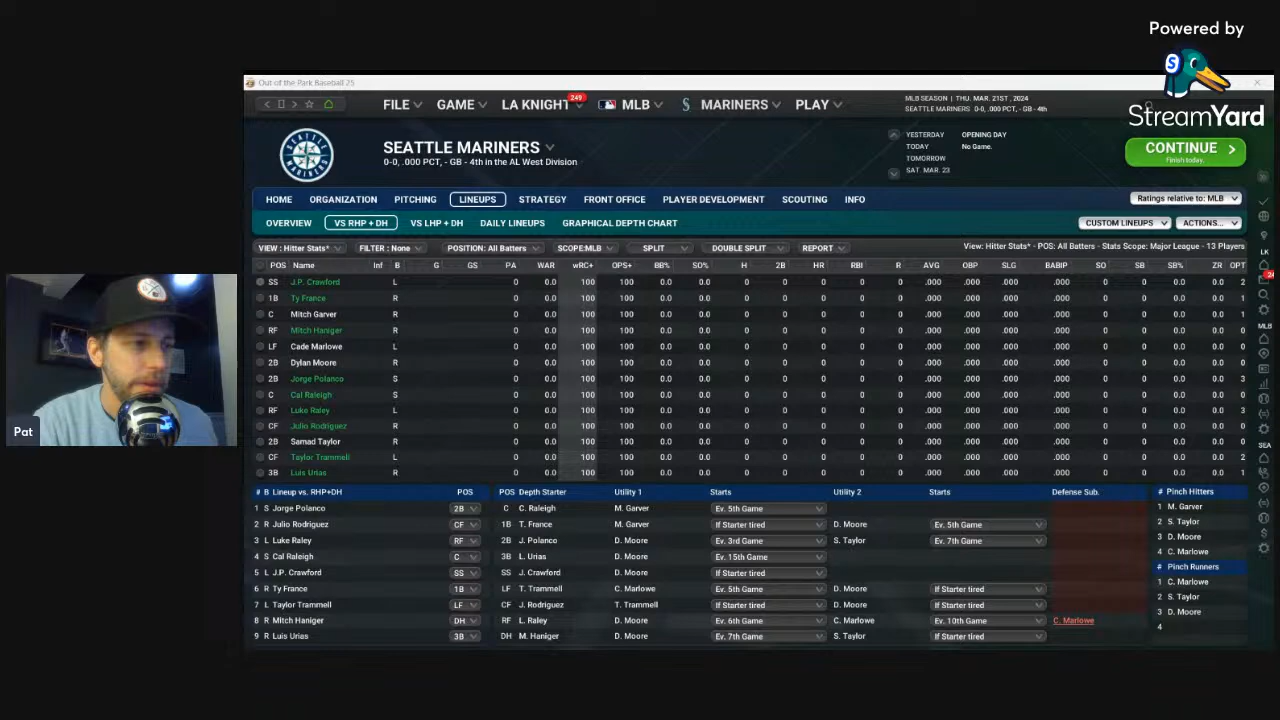 Powered by
StreamYard
Out of the Park Baseball 25
FILE GAME LA KNIGHT 249 MLB MARINERS PLAY
MLB SEASON | THU. MAR. 21ST, 2024
SEATTLE MARINERS 0-0, .000 PCT, - GB - 4th
SEATTLE MARINERS
0-0, .000 PCT, - GB - 4th in the AL West Division
YESTERDAY OPENING DAY
TODAY No Game.
TOMORROW
SAT. MAR. 23
CONTINUE
Finish today.
HOME ORGANIZATION PITCHING LINEUPS STRATEGY FRONT OFFICE PLAYER DEVELOPMENT SCOUTING INFO Ratings relative to: MLB
OVERVIEW VS RHP + DH VS LHP + DH DAILY LINEUPS GRAPHICAL DEPTH CHART CUSTOM LINEUPS ACTIONS...
VIEW: Hitter Stats* FILTER: None POSITION: All Batters SCOPE:MLB SPLIT DOUBLE SPLIT REPORT View: Hitter Stats* - POS: All Batters - Stats Scope: Major League - 13 Players
POS Name Inf B G GS PA WAR wRC+ OPS+ BB% SO% H 2B HR RBI R AVG OBP SLG BABIP SO SB SB% ZR OPT
SS J.P. Crawford L 0 0.0 100 100 0.0 0.0 0 0 0 0 0 .000 .000 .000 .000 0 0 0.0 0.0 2
1B Ty France R 0 0.0 100 100 0.0 0.0 0 0 0 0 0 .000 .000 .000 .000 0 0 0.0 0.0 1
C Mitch Garver R 0 0.0 100 100 0.0 0.0 0 0 0 0 0 .000 .000 .000 .000 0 0 0.0 0.0 1
RF Mitch Haniger R 0 0.0 100 100 0.0 0.0 0 0 0 0 0 .000 .000 .000 .000 0 0 0.0 0.0 0
LF Cade Marlowe L 0 0.0 100 100 0.0 0.0 0 0 0 0 0 .000 .000 .000 .000 0 0 0.0 0.0 0
2B Dylan Moore R 0 0.0 100 100 0.0 0.0 0 0 0 0 0 .000 .000 .000 .000 0 0 0.0 0.0 0
2B Jorge Polanco S 0 0.0 100 100 0.0 0.0 0 0 0 0 0 .000 .000 .000 .000 0 0 0.0 0.0 3
C Cal Raleigh S 0 0.0 100 100 0.0 0.0 0 0 0 0 0 .000 .000 .000 .000 0 0 0.0 0.0 0
RF Luke Raley L 0 0.0 100 100 0.0 0.0 0 0 0 0 0 .000 .000 .000 .000 0 0 0.0 0.0 3
CF Julio Rodriguez R 0 0.0 100 100 0.0 0.0 0 0 0 0 0 .000 .000 .000 .000 0 0 0.0 0.0 0
2B Samad Taylor R 0 0.0 100 100 0.0 0.0 0 0 0 0 0 .000 .000 .000 .000 0 0 0.0 0.0 0
CF Taylor Trammell L 0 0.0 100 100 0.0 0.0 0 0 0 0 0 .000 .000 .000 .000 0 0 0.0 0.0 2
3B Luis Urias R 0 0.0 100 100 0.0 0.0 0 0 0 0 0 .000 .000 .000 .000 0 0 0.0 0.0 1
# B Lineup vs. RHP+DH POS POS Depth Starter Utility 1 Starts Utility 2 Starts Defense Sub. # Pinch Hitters
1 S Jorge Polanco 2B C C. Raleigh M. Garver Ev. 5th Game 1 M. Garver
2 R Julio Rodriguez CF 1B T. France M. Garver If Starter tired D. Moore Ev. 5th Game 2 S. Taylor
3 L Luke Raley RF 2B J. Polanco D. Moore Ev. 3rd Game S. Taylor Ev. 7th Game 3 D. Moore
4 S Cal Raleigh C 3B L. Urias D. Moore Ev. 15th Game 4 C. Marlowe
5 L J.P. Crawford SS SS J. Crawford D. Moore If Starter tired # Pinch Runners
6 R Ty France 1B LF T. Trammell C. Marlowe Ev. 5th Game D. Moore If Starter tired 1 C. Marlowe
7 L Taylor Trammell LF CF J. Rodriguez T. Trammell If Starter tired D. Moore If Starter tired 2 S. Taylor
8 R Mitch Haniger DH RF L. Raley D. Moore Ev. 6th Game C. Marlowe Ev. 10th Game C. Marlowe 3 D. Moore
9 R Luis Urias 3B DH M. Haniger D. Moore Ev. 7th Game S. Taylor If Starter tired 4
Pat
LK
MLB
SEA